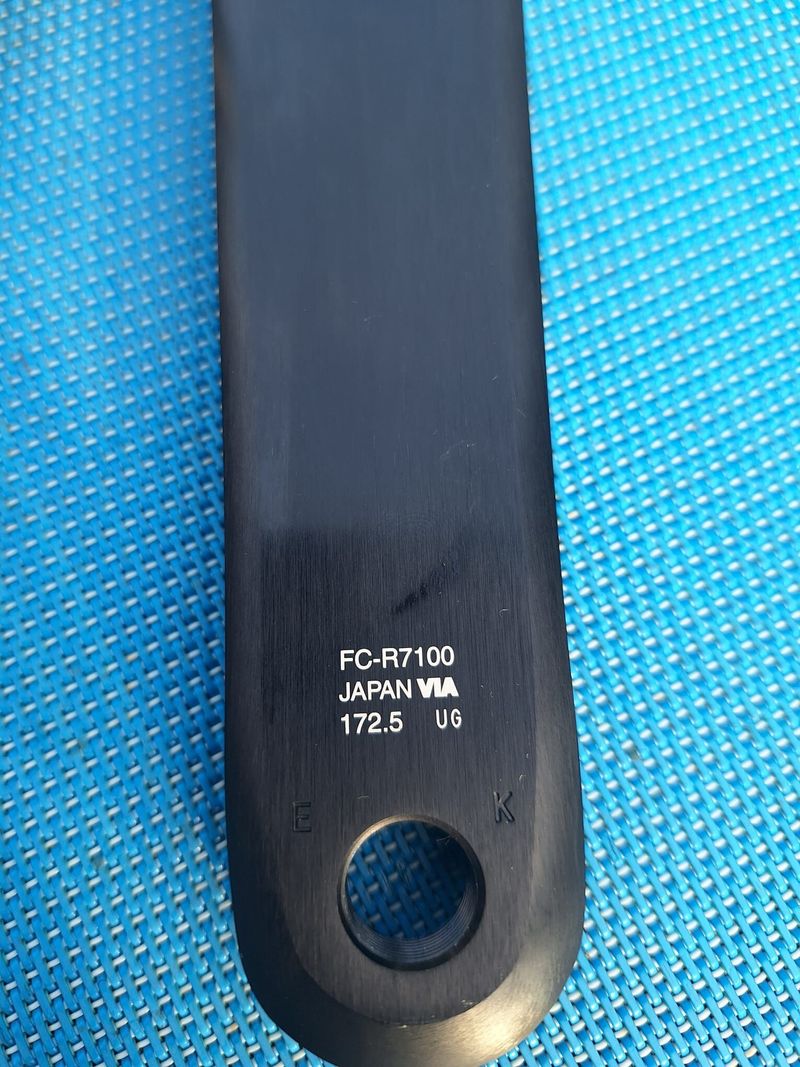 FC-R7100
JAPAN VIA
172.5 UG
E K